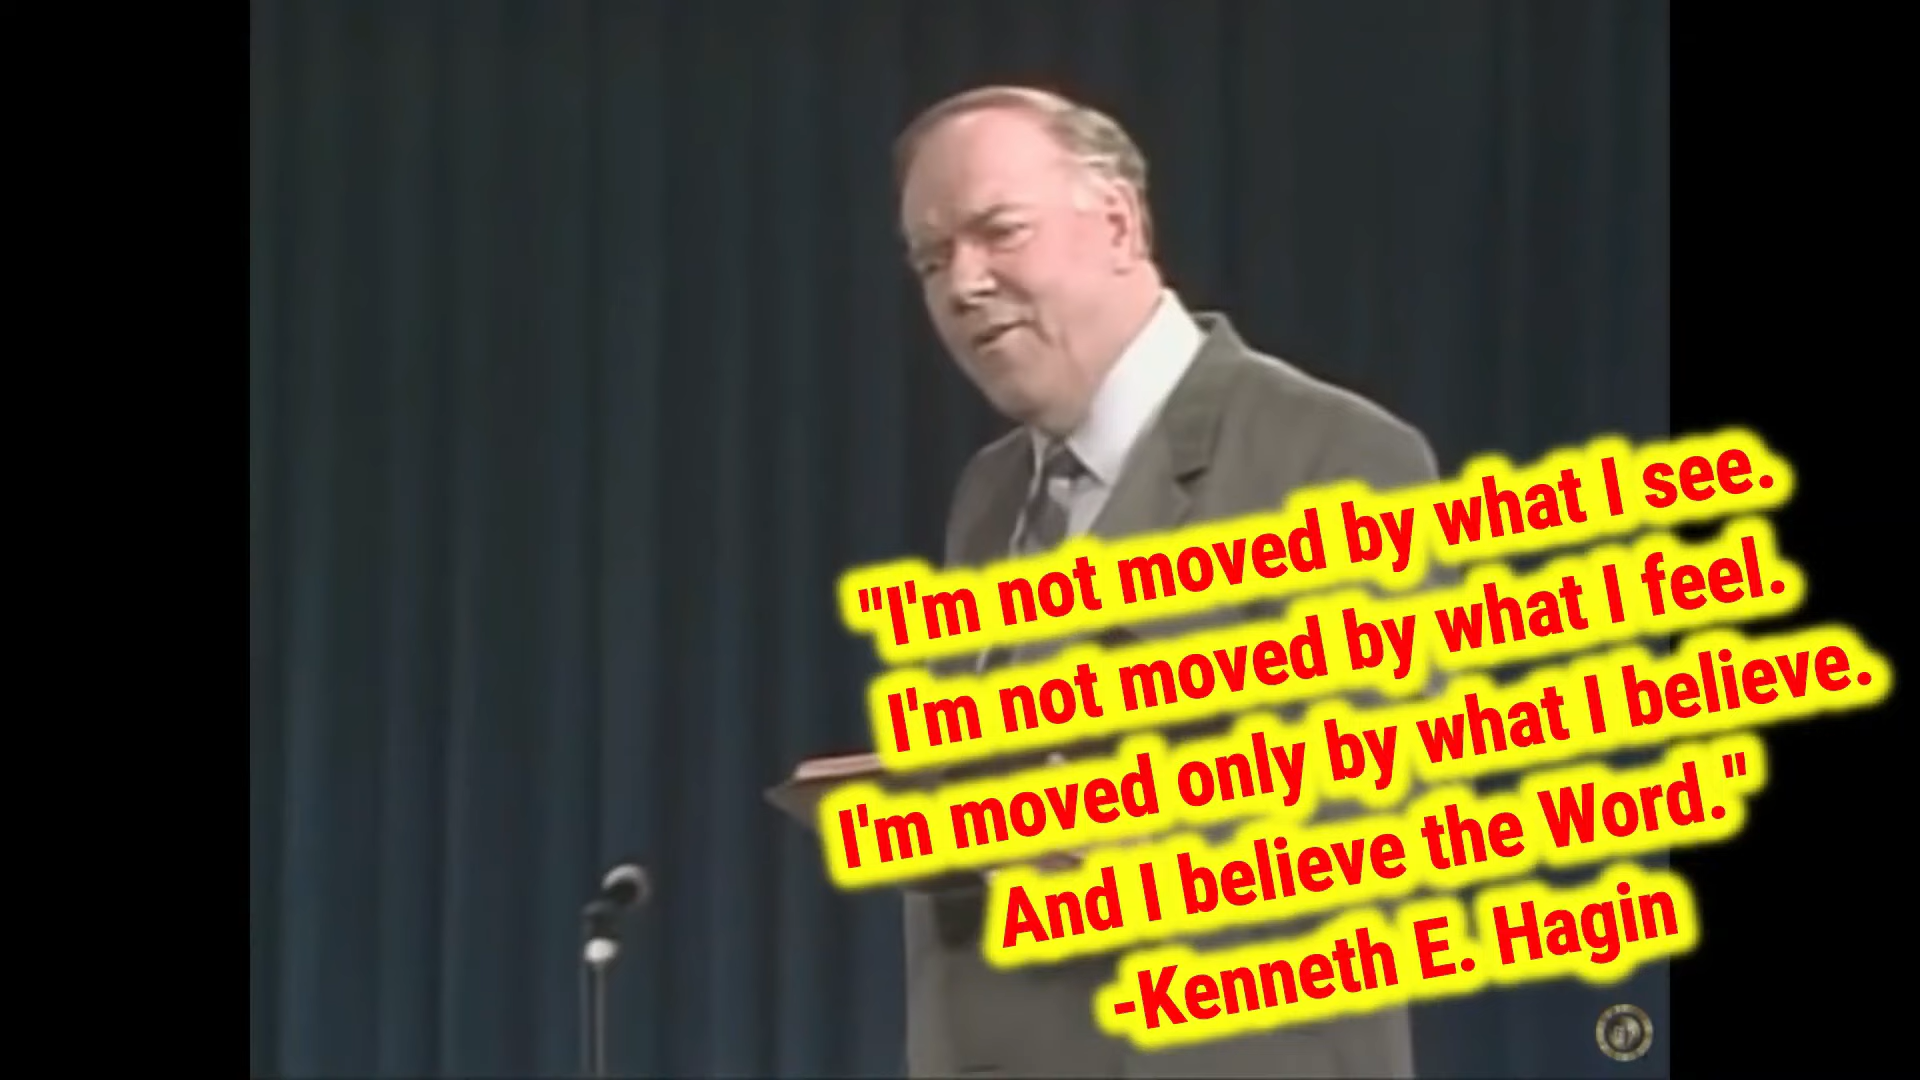 "I'm not moved by what I see.
I'm not moved by what I feel.
I'm moved only by what I believe.
And I believe the Word."
-Kenneth E. Hagin